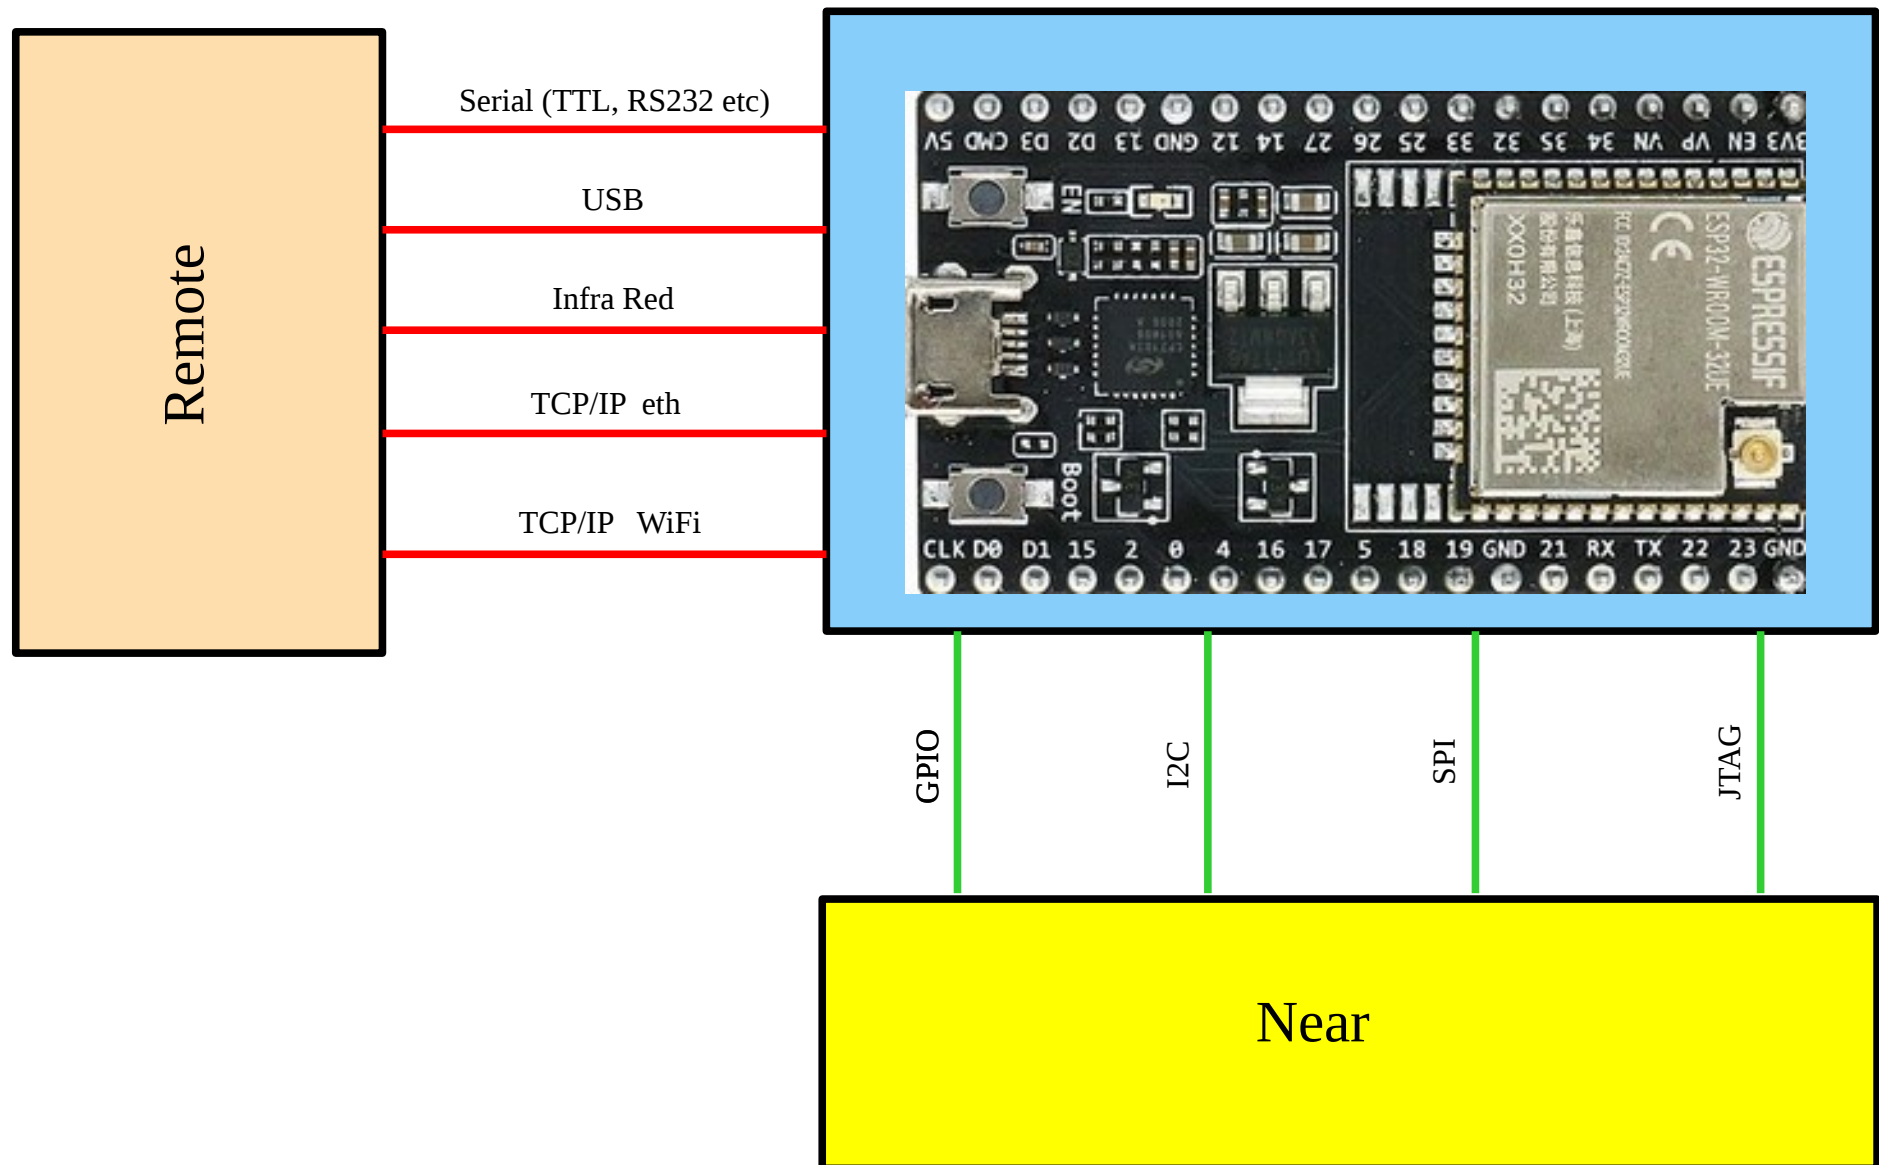 Remote
Serial (TTL, RS232 etc)
USB
Infra Red
TCP/IP eth
TCP/IP WiFi
5V CMD D3 D2 13 GND 12 14 27 26 25 33 32 35 34 VN VP EN 3V3
EN
Boot
ESPRESSIF
ESP32-WROOM-32UE
CE
XX0H32
CLK D0 D1 15 2 0 4 16 17 5 18 19 GND 21 RX TX 22 23 GND
GPIO
I2C
SPI
JTAG
Near